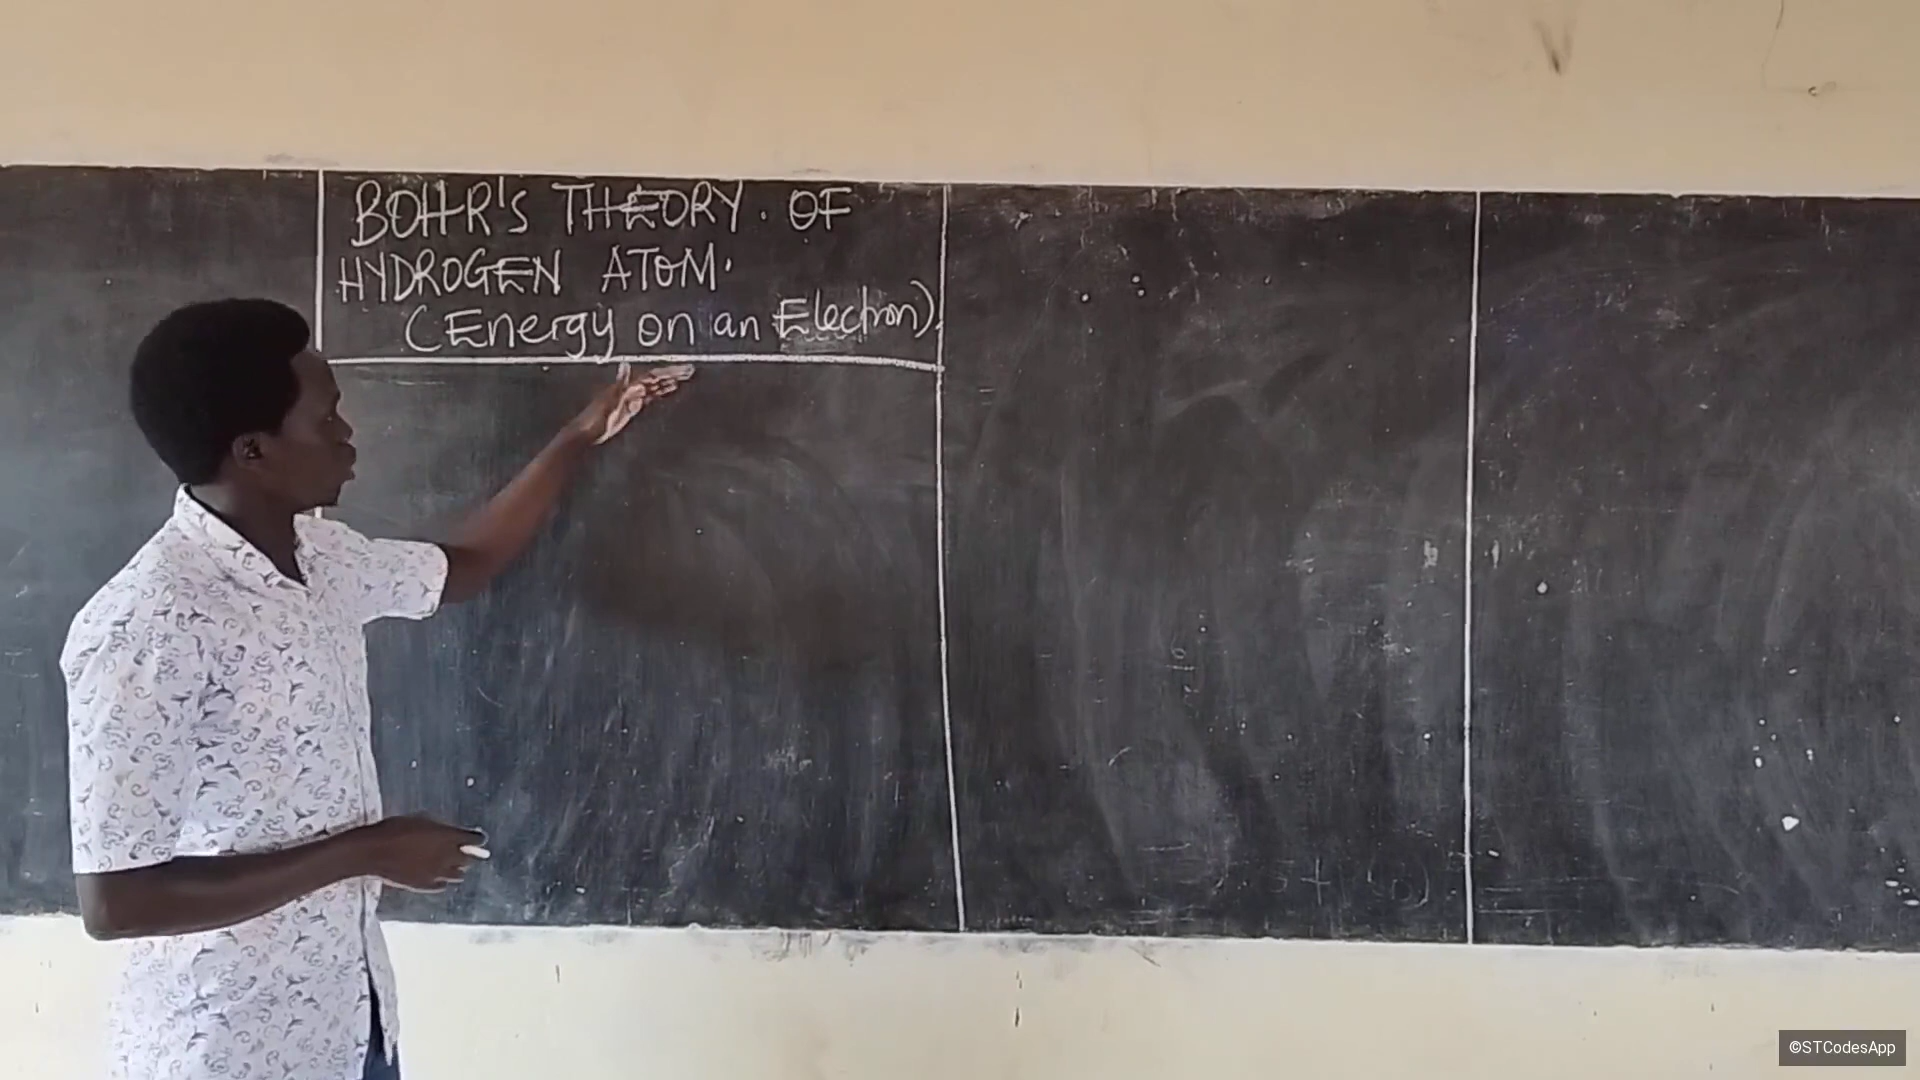 BOHR'S THEORY. OF
HYDROGEN ATOM.
(Energy on an Electron).
©STCodesApp